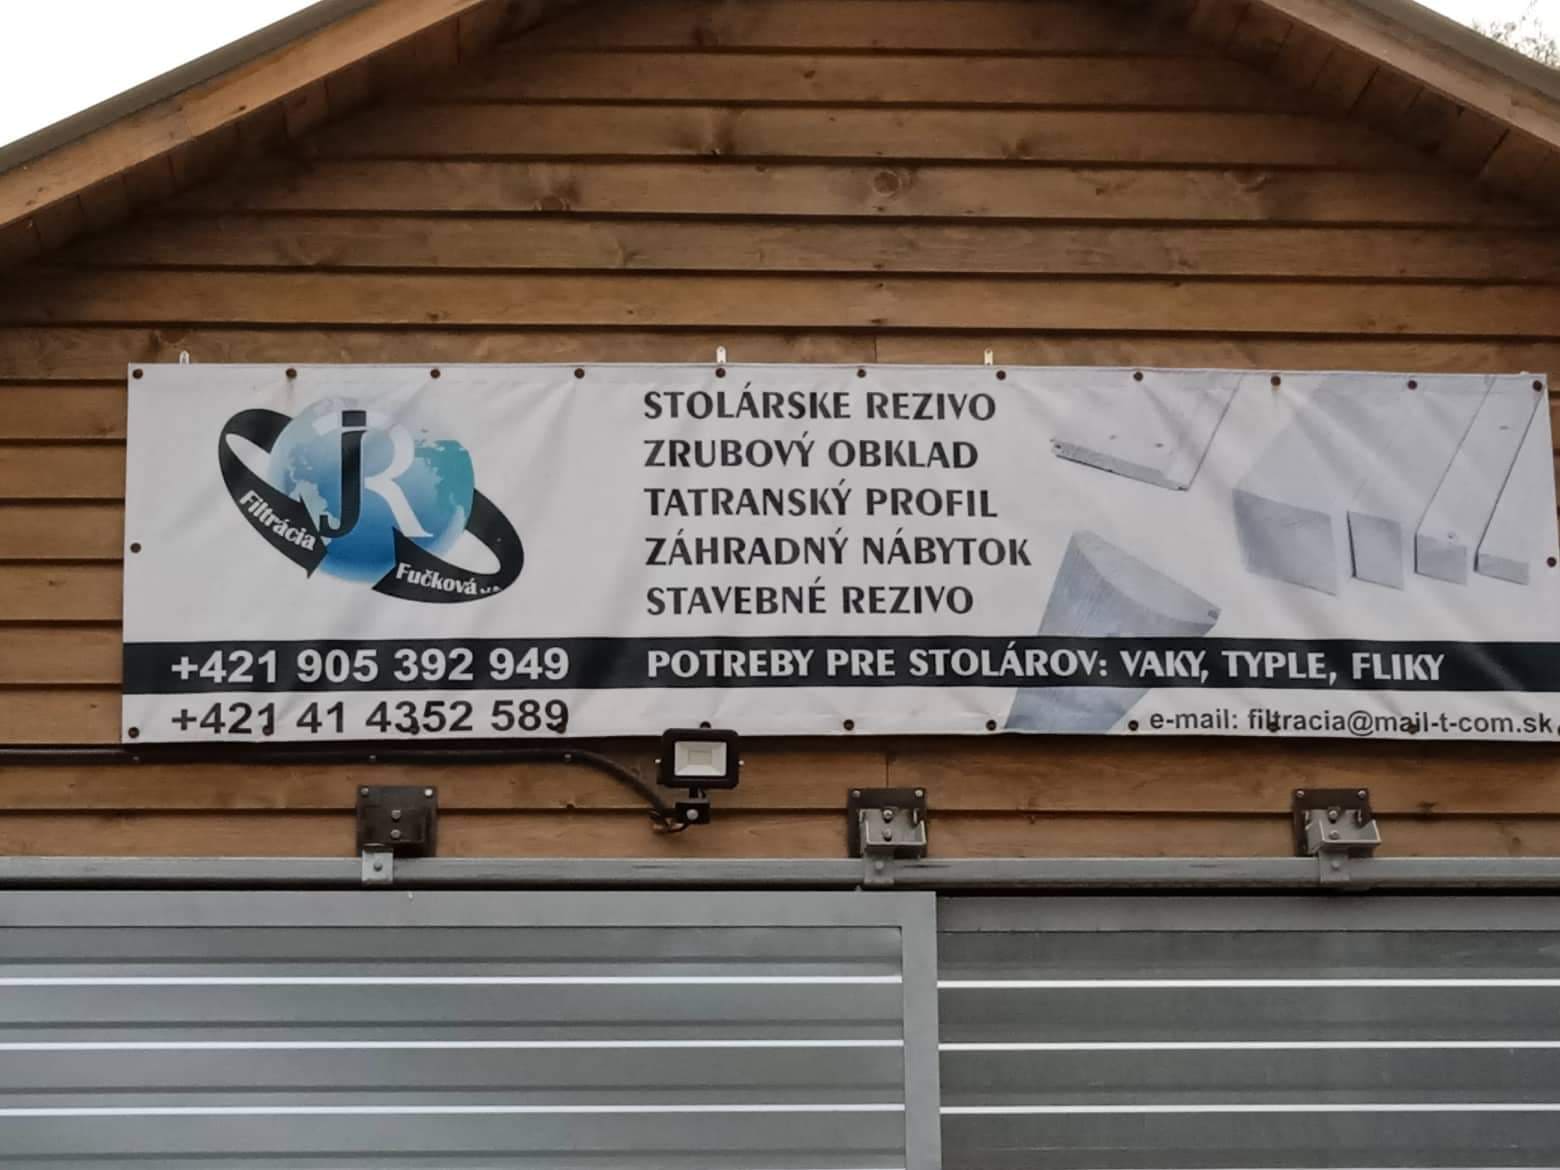 JR
Filtrácia
Fučková
STOLÁRSKE REZIVO
ZRUBOVÝ OBKLAD
TATRANSKÝ PROFIL
ZÁHRADNÝ NÁBYTOK
STAVEBNÉ REZIVO
+421 905 392 949
POTREBY PRE STOLÁROV: VAKY, TYPLE, FLIKY
+421 41 4352 589
e-mail: filtracia@mail-t-com.sk